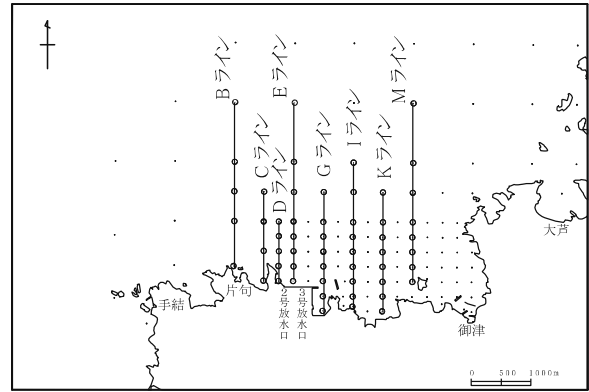 Bライン
Cライン
Dライン
Eライン
Gライン
Iライン
Kライン
Mライン
大芦
片句
手結
2号放水口
3号放水口
御津
0 500 1000m